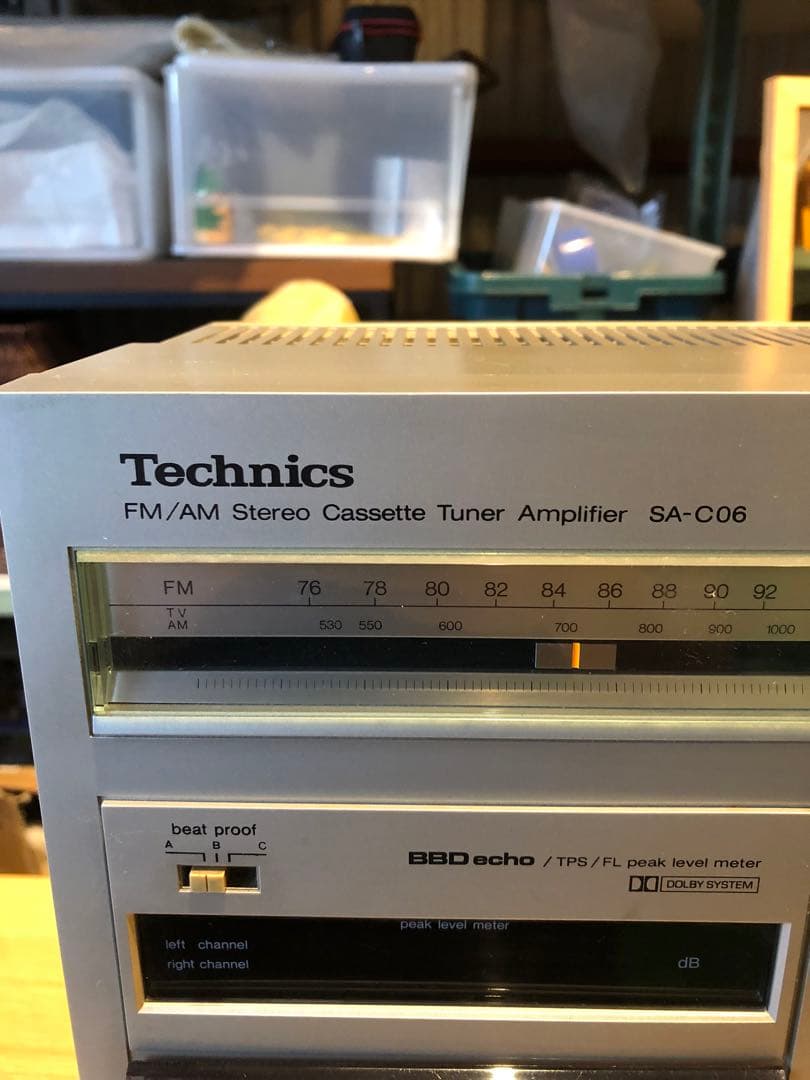 Technics
FM/AM Stereo Cassette Tuner Amplifier SA-C06
FM 76 78 80 82 84 86 88 90 92
TV
AM 530 550 600 700 800 900 1000
beat proof
A B C
BBD echo / TPS / FL peak level meter
DOLBY SYSTEM
peak level meter
left channel
right channel dB